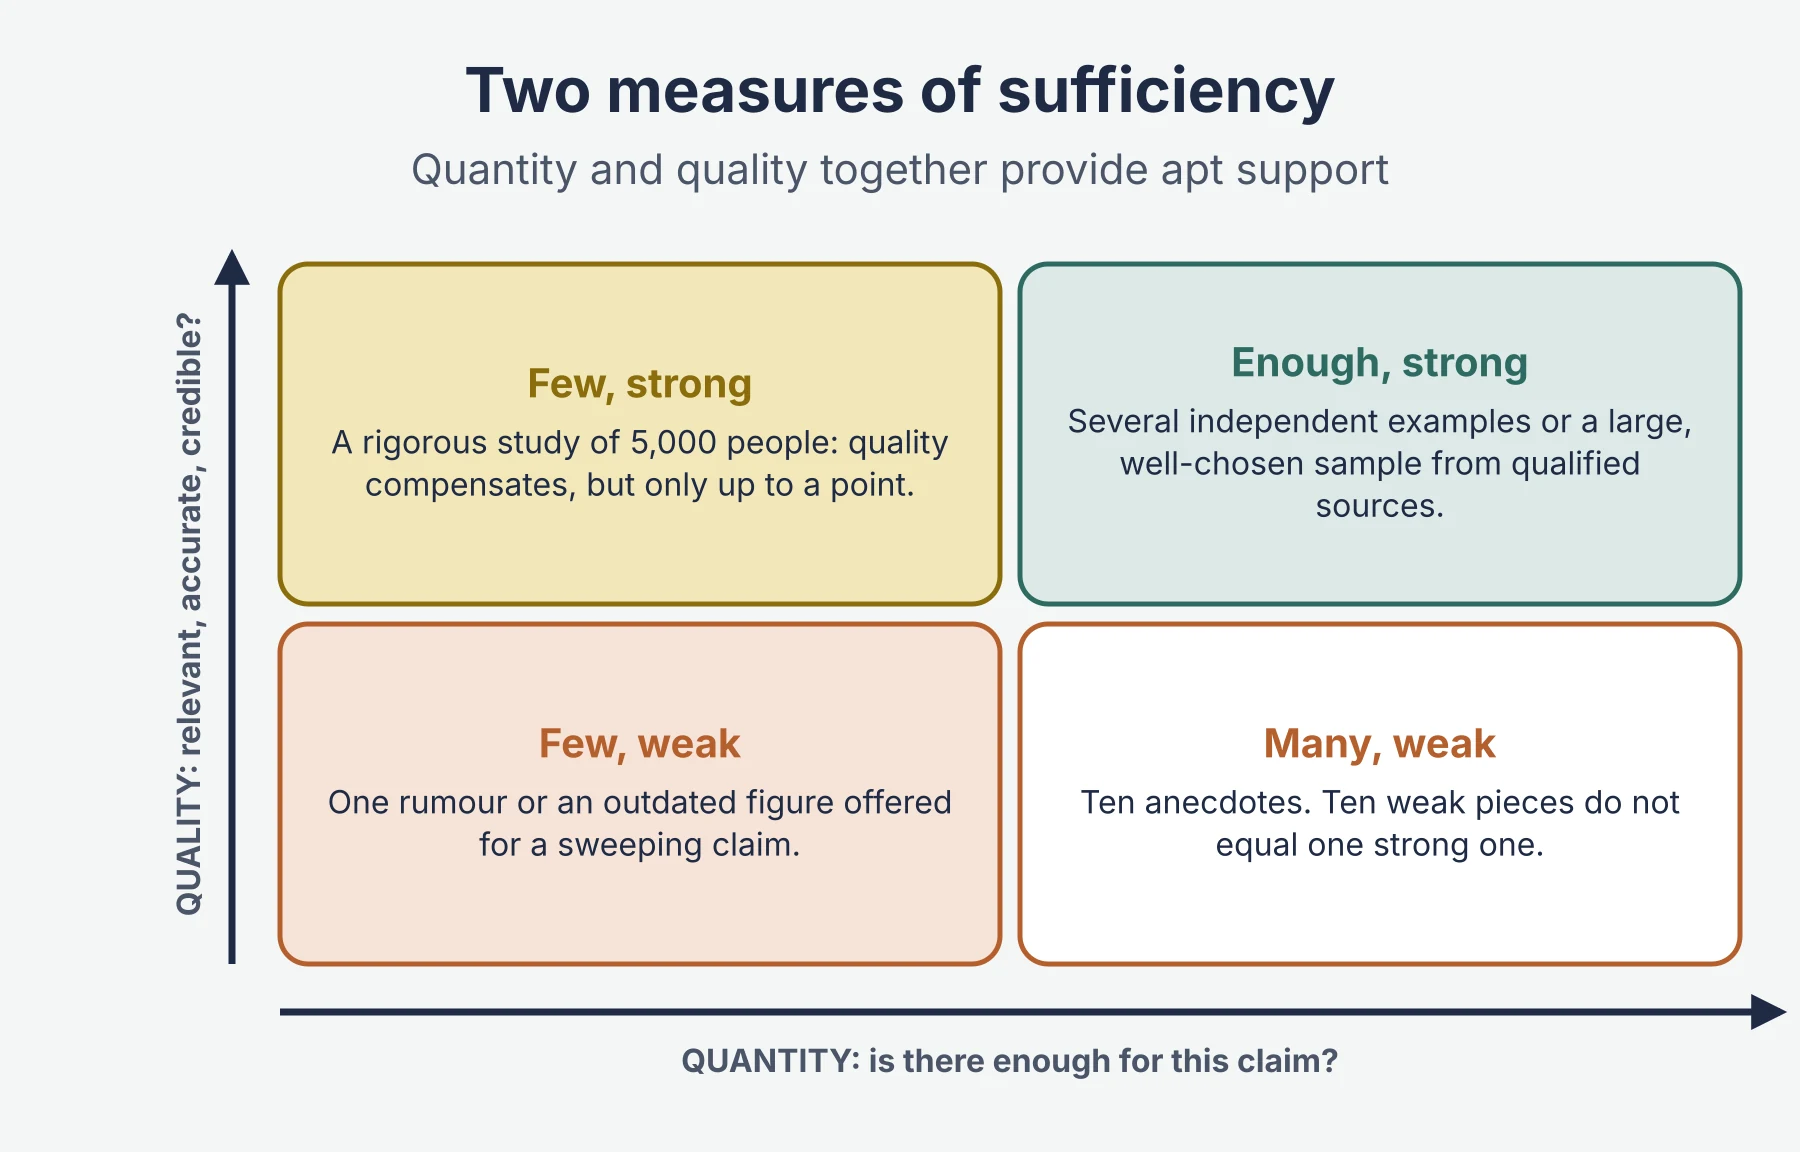 Two measures of sufficiency
Quantity and quality together provide apt support
QUALITY: relevant, accurate, credible?
Few, strong
A rigorous study of 5,000 people: quality
compensates, but only up to a point.
Enough, strong
Several independent examples or a large,
well-chosen sample from qualified
sources.
Few, weak
One rumour or an outdated figure offered
for a sweeping claim.
Many, weak
Ten anecdotes. Ten weak pieces do not
equal one strong one.
QUANTITY: is there enough for this claim?